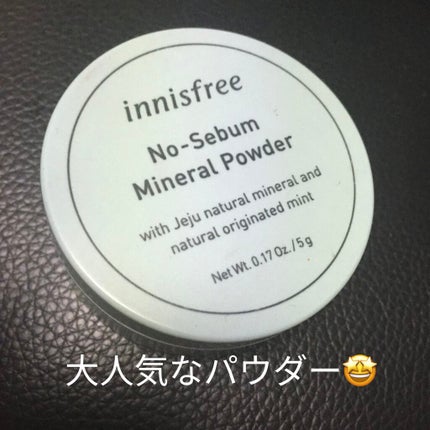 innisfree
No-Sebum
Mineral Powder
with Jeju natural mineral and
natural originated mint
Net Wt. 0.17 Oz. / 5 g
大人気なパウダー🤩